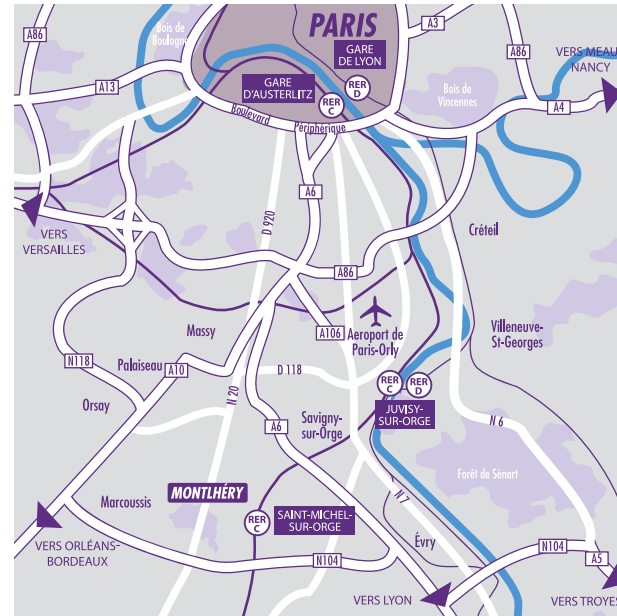 PARIS
Bois de
Boulogne
A86
A3
A86
GARE
DE LYON
VERS MEAU
NANCY
A13
GARE
D'AUSTERLITZ
RER
C
RER
D
Bois de
Vincennes
A4
Boulevard
Périphérique
A6
D 920
VERS
VERSAILLES
Créteil
A86
A106
Aeroport de
Paris-Orly
Massy
Villeneuve-
St-Georges
N118
Palaiseau
A10
D 118
RER
C
RER
D
Orsay
N 20
A6
Savigny-
sur-Orge
JUVISY-
SUR-ORGE
N 6
MONTLHÉRY
Forêt de Sénart
Marcoussis
RER
C
SAINT-MICHEL-
SUR-ORGE
N 7
VERS ORLÉANS-
BORDEAUX
N104
Évry
N104
A5
VERS LYON
VERS TROYES